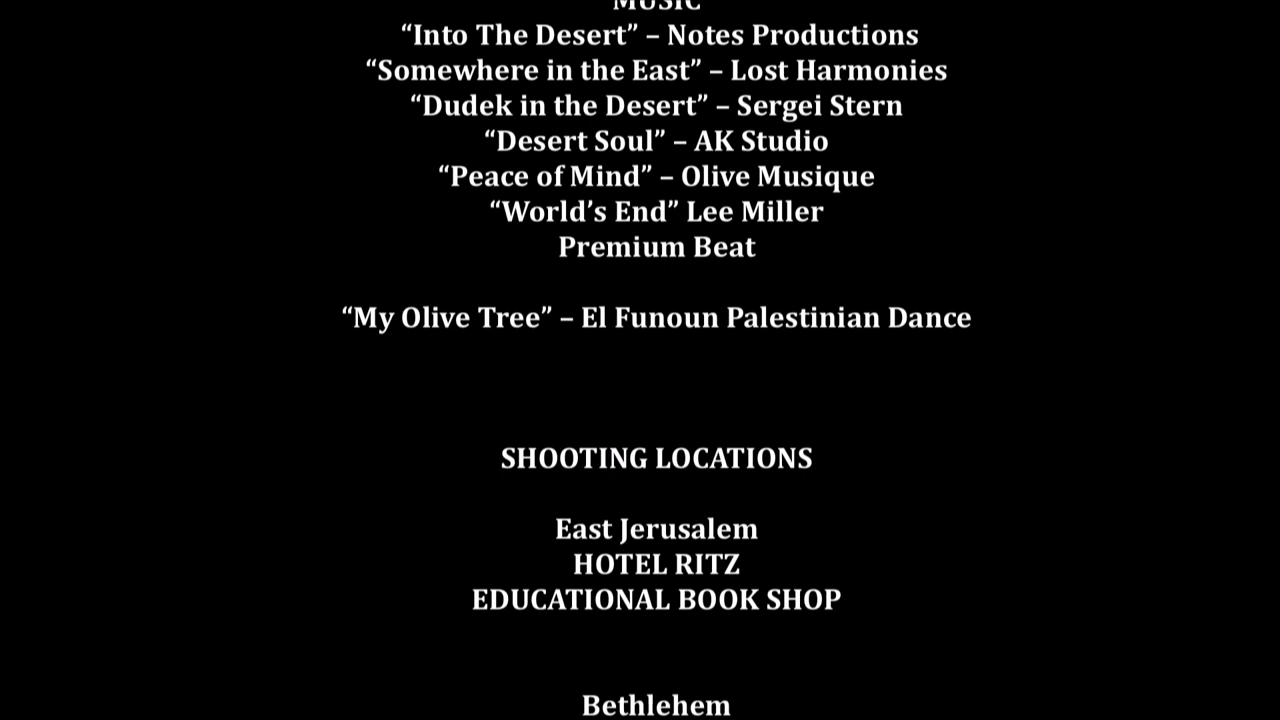 MUSIC
“Into The Desert” – Notes Productions
“Somewhere in the East” – Lost Harmonies
“Dudek in the Desert” – Sergei Stern
“Desert Soul” – AK Studio
“Peace of Mind” – Olive Musique
“World’s End” Lee Miller
Premium Beat
“My Olive Tree” – El Funoun Palestinian Dance
SHOOTING LOCATIONS
East Jerusalem
HOTEL RITZ
EDUCATIONAL BOOK SHOP
Bethlehem